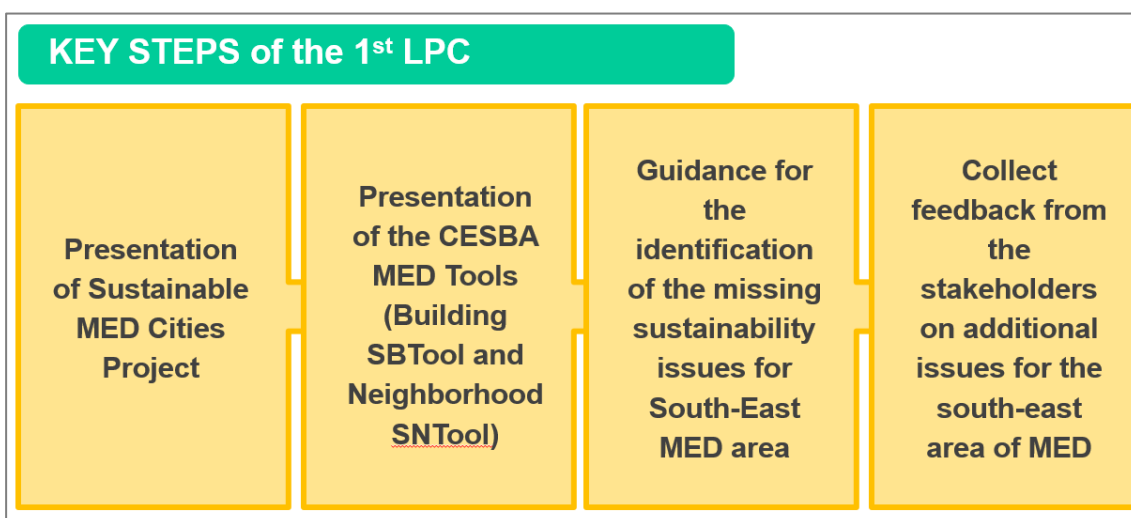 KEY STEPS of the 1st LPC
Presentation
of Sustainable
MED Cities
Project
Presentation
of the CESBA
MED Tools
(Building
SBTool and
Neighborhood
SNTool)
Guidance for
the
identification
of the missing
sustainability
issues for
South-East
MED area
Collect
feedback from
the
stakeholders
on additional
issues for the
south-east
area of MED